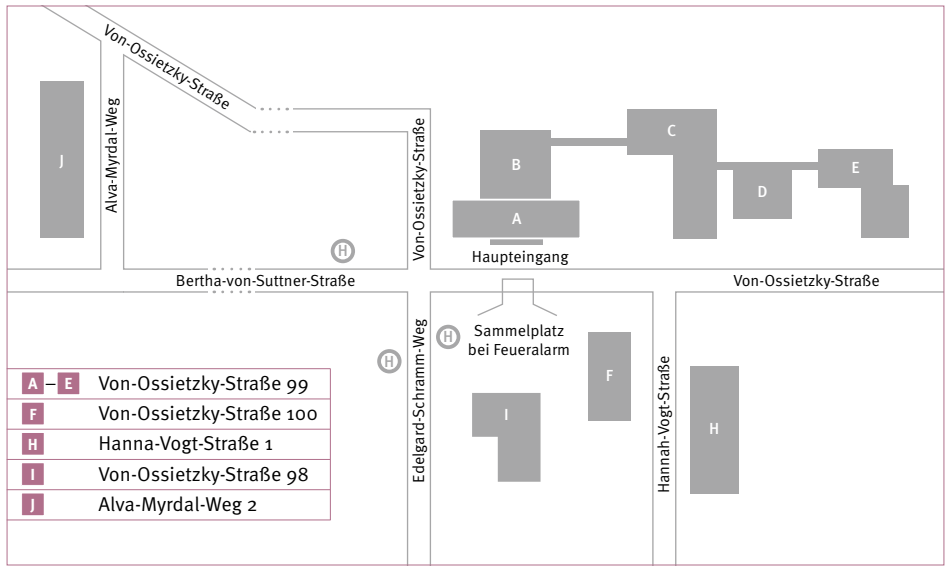 Von-Ossietzky-Straße
J
Alva-Myrdal-Weg
Von-Ossietzky-Straße
B
A
C
D
E
Haupteingang
H
Bertha-von-Suttner-Straße
Von-Ossietzky-Straße
Edelgard-Schramm-Weg
H
H
Sammelplatz
bei Feueralarm
F
I
Hannah-Vogt-Straße
H
A – E Von-Ossietzky-Straße 99
F Von-Ossietzky-Straße 100
H Hanna-Vogt-Straße 1
I Von-Ossietzky-Straße 98
J Alva-Myrdal-Weg 2